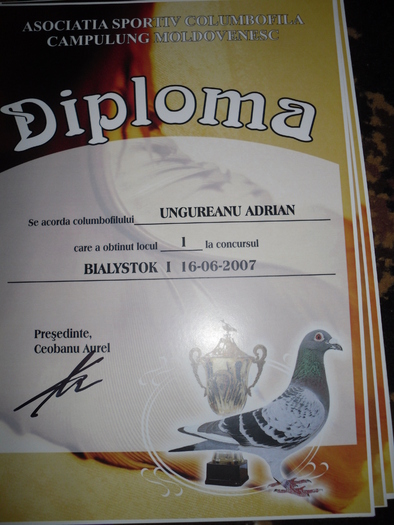 ASOCIATIA SPORTIV COLUMBOFILA
CAMPULUNG MOLDOVENESC
Diploma
Se acorda columbofilului UNGUREANU ADRIAN
care a obtinut locul 1 la concursul
BIALYSTOK I 16-06-2007
Preşedinte,
Ceobanu Aurel